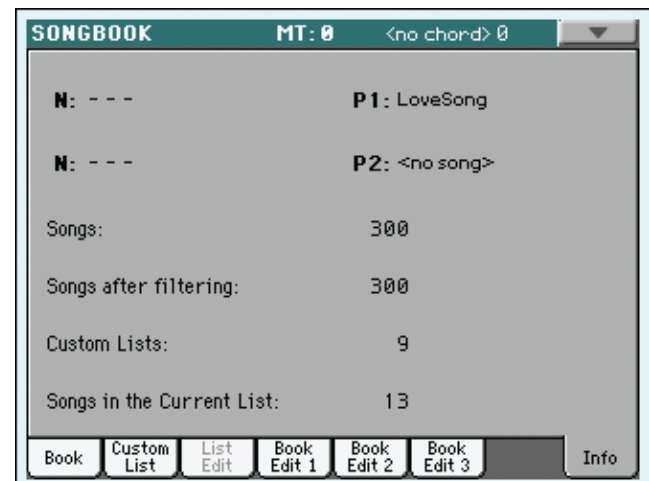 SONGBOOK MT: 0 <no chord> 0
N: - - - P1: LoveSong
N: - - - P2: <no song>
Songs: 300
Songs after filtering: 300
Custom Lists: 9
Songs in the Current List: 13
Book Custom List List Edit Book Edit 1 Book Edit 2 Book Edit 3 Info